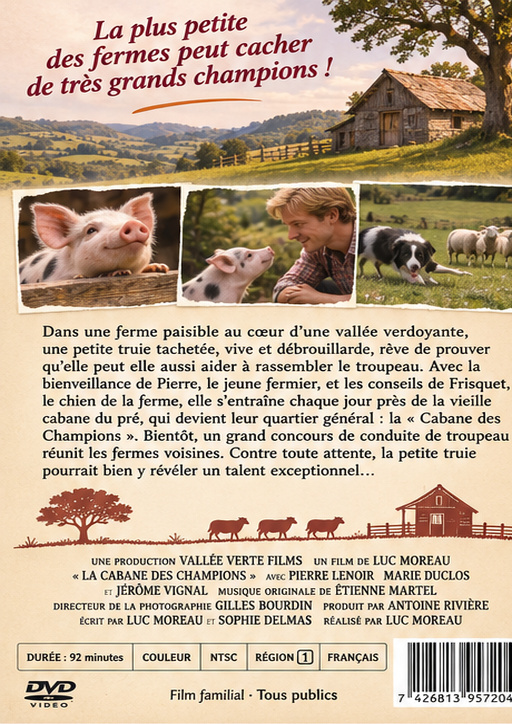 La plus petite
des fermes peut cacher
de très grands champions !
Dans une ferme paisible au cœur d’une vallée verdoyante,
une petite truie tachetée, vive et débrouillarde, rêve de prouver
qu’elle peut elle aussi aider à rassembler le troupeau. Avec la
bienveillance de Pierre, le jeune fermier, et les conseils de Frisquet,
le chien de la ferme, elle s’entraîne chaque jour près de la vieille
cabane du pré, qui devient leur quartier général : la « Cabane des
Champions ». Bientôt, un grand concours de conduite de troupeau
réunit les fermes voisines. Contre toute attente, la petite truie
pourrait bien y révéler un talent exceptionnel…
UNE PRODUCTION VALLÉE VERTE FILMS UN FILM DE LUC MOREAU
« LA CABANE DES CHAMPIONS » AVEC PIERRE LENOIR MARIE DUCLOS
ET JÉRÔME VIGNAL MUSIQUE ORIGINALE DE ÉTIENNE MARTEL
DIRECTEUR DE LA PHOTOGRAPHIE GILLES BOURDIN PRODUIT PAR ANTOINE RIVIÈRE
ÉCRIT PAR LUC MOREAU ET SOPHIE DELMAS RÉALISÉ PAR LUC MOREAU
DURÉE : 92 minutes COULEUR NTSC RÉGION 1 FRANÇAIS
DVD
VIDEO
Film familial · Tous publics
7 426813 957204